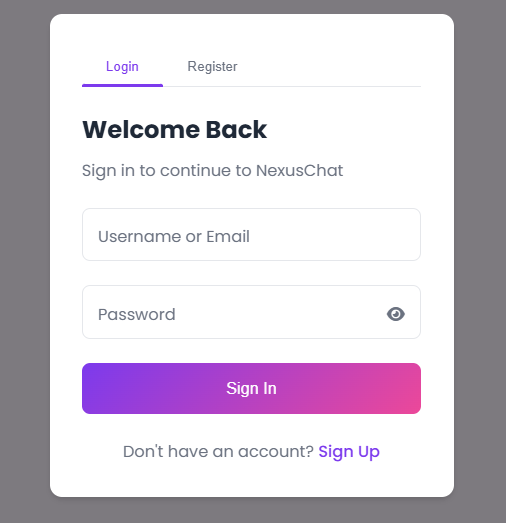 Login Register
Welcome Back
Sign in to continue to NexusChat
Username or Email
Password
Sign In
Don't have an account? Sign Up